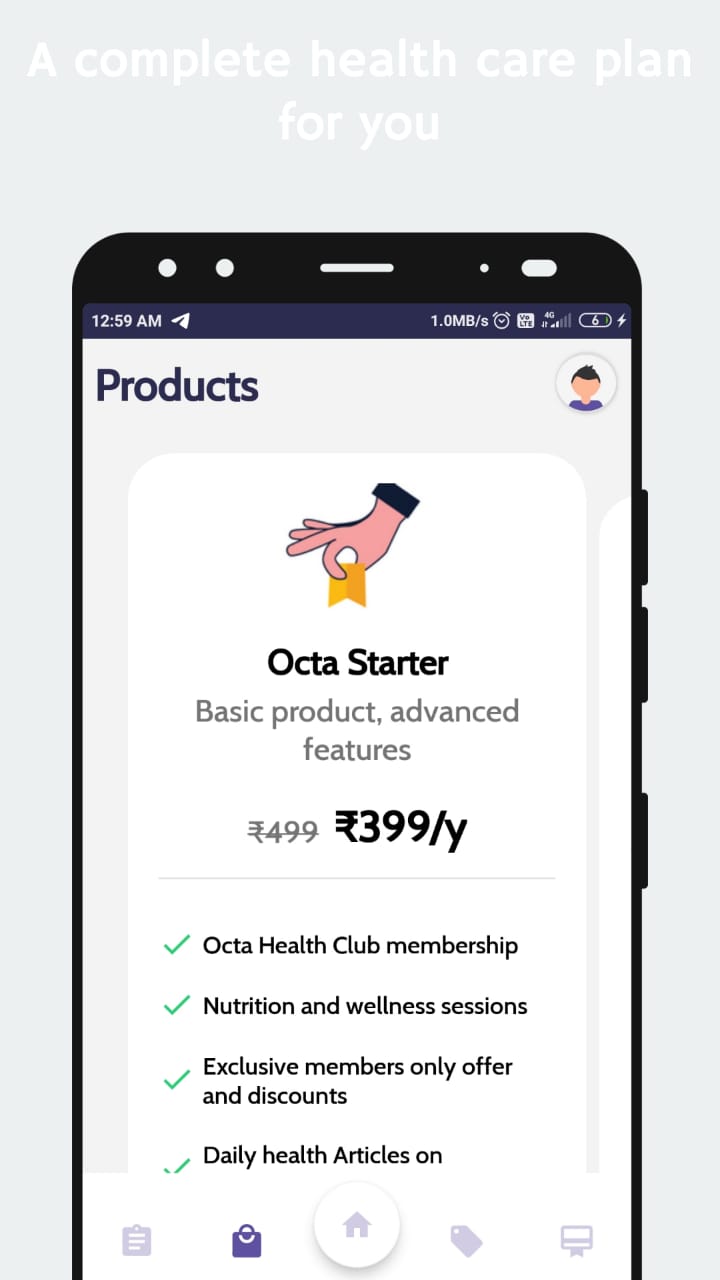 A complete health care plan
for you
12:59 AM
1.0MB/s
Vo
LTE
4G
6
Products
Octa Starter
Basic product, advanced
features
₹499 ₹399/y
Octa Health Club membership
Nutrition and wellness sessions
Exclusive members only offer
and discounts
Daily health Articles on